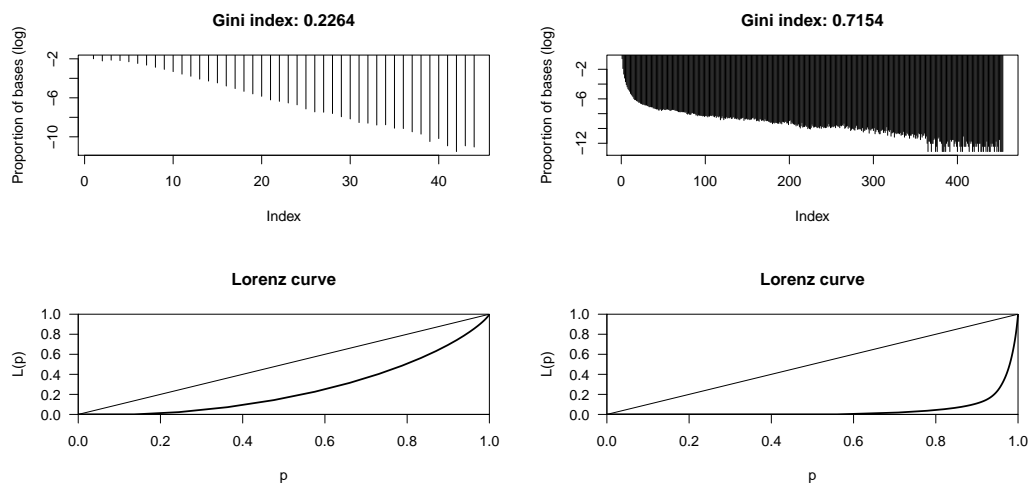 Gini index: 0.2264
Proportion of bases (log)
−2
−6
−10
0 10 20 30 40
Index
Gini index: 0.7154
Proportion of bases (log)
−2
−6
−12
0 100 200 300 400
Index
Lorenz curve
L(p)
1.0
0.8
0.6
0.4
0.2
0.0
0.0 0.2 0.4 0.6 0.8 1.0
p
Lorenz curve
L(p)
1.0
0.8
0.6
0.4
0.2
0.0
0.0 0.2 0.4 0.6 0.8 1.0
p